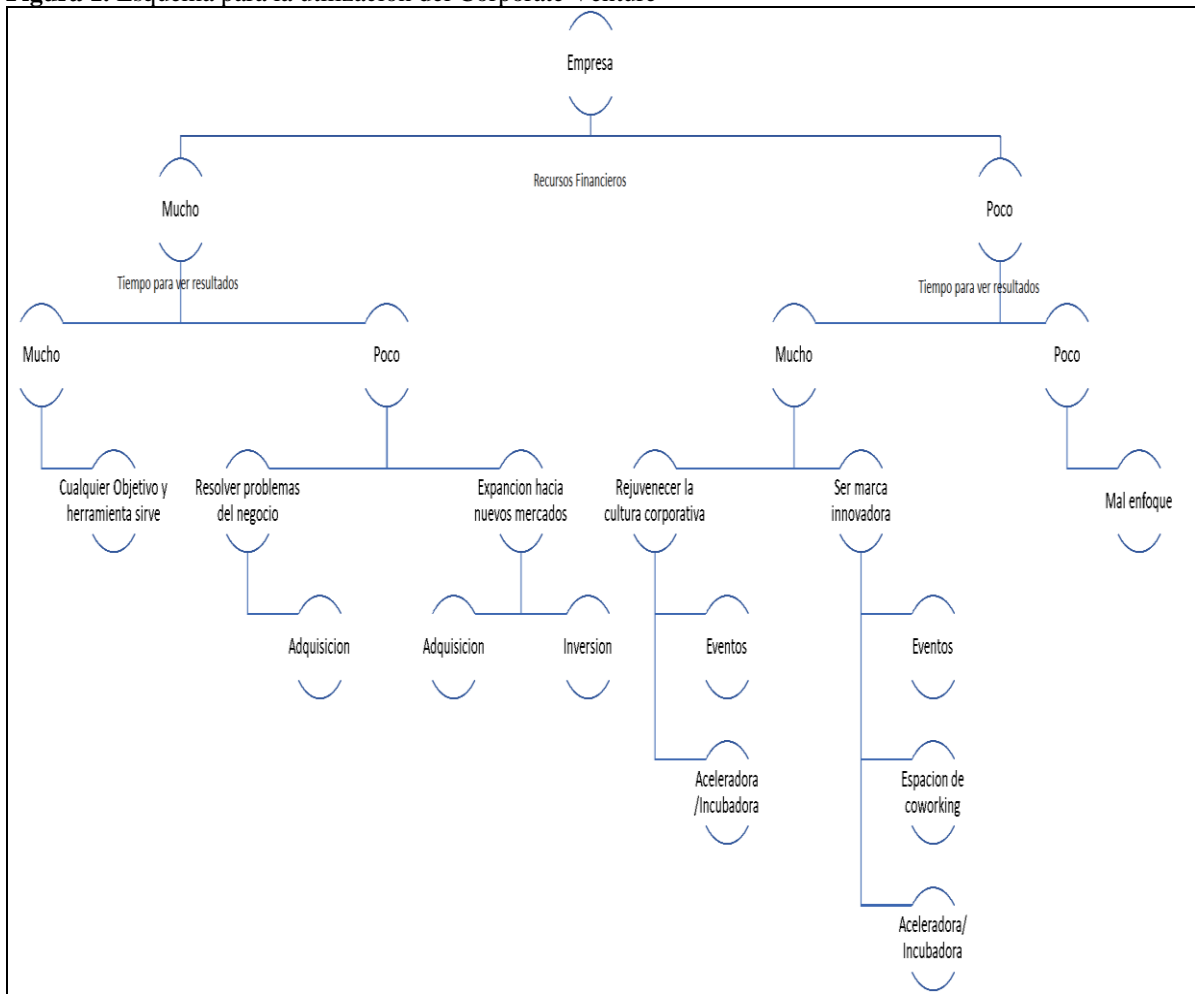 Figura 1. Esquema para la utilización del Corporate Venture
Empresa
Recursos Financieros
Mucho
Poco
Tiempo para ver resultados
Tiempo para ver resultados
Mucho
Poco
Mucho
Poco
Cualquier Objetivo y
herramienta sirve
Resolver problemas
del negocio
Expancion hacia
nuevos mercados
Rejuvenecer la
cultura corporativa
Ser marca
innovadora
Mal enfoque
Adquisicion
Adquisicion
Inversion
Eventos
Eventos
Aceleradora
/Incubadora
Espacion de
coworking
Aceleradora/
Incubadora